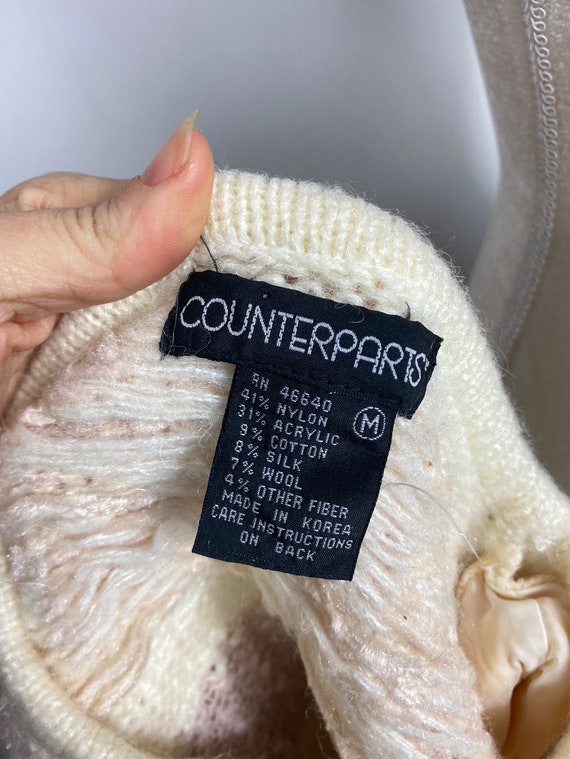 COUNTERPARTS
RN 46640
41% NYLON
31% ACRYLIC
9% COTTON
8% SILK
7% WOOL
4% OTHER FIBER
MADE IN KOREA
CARE INSTRUCTIONS
ON BACK
M